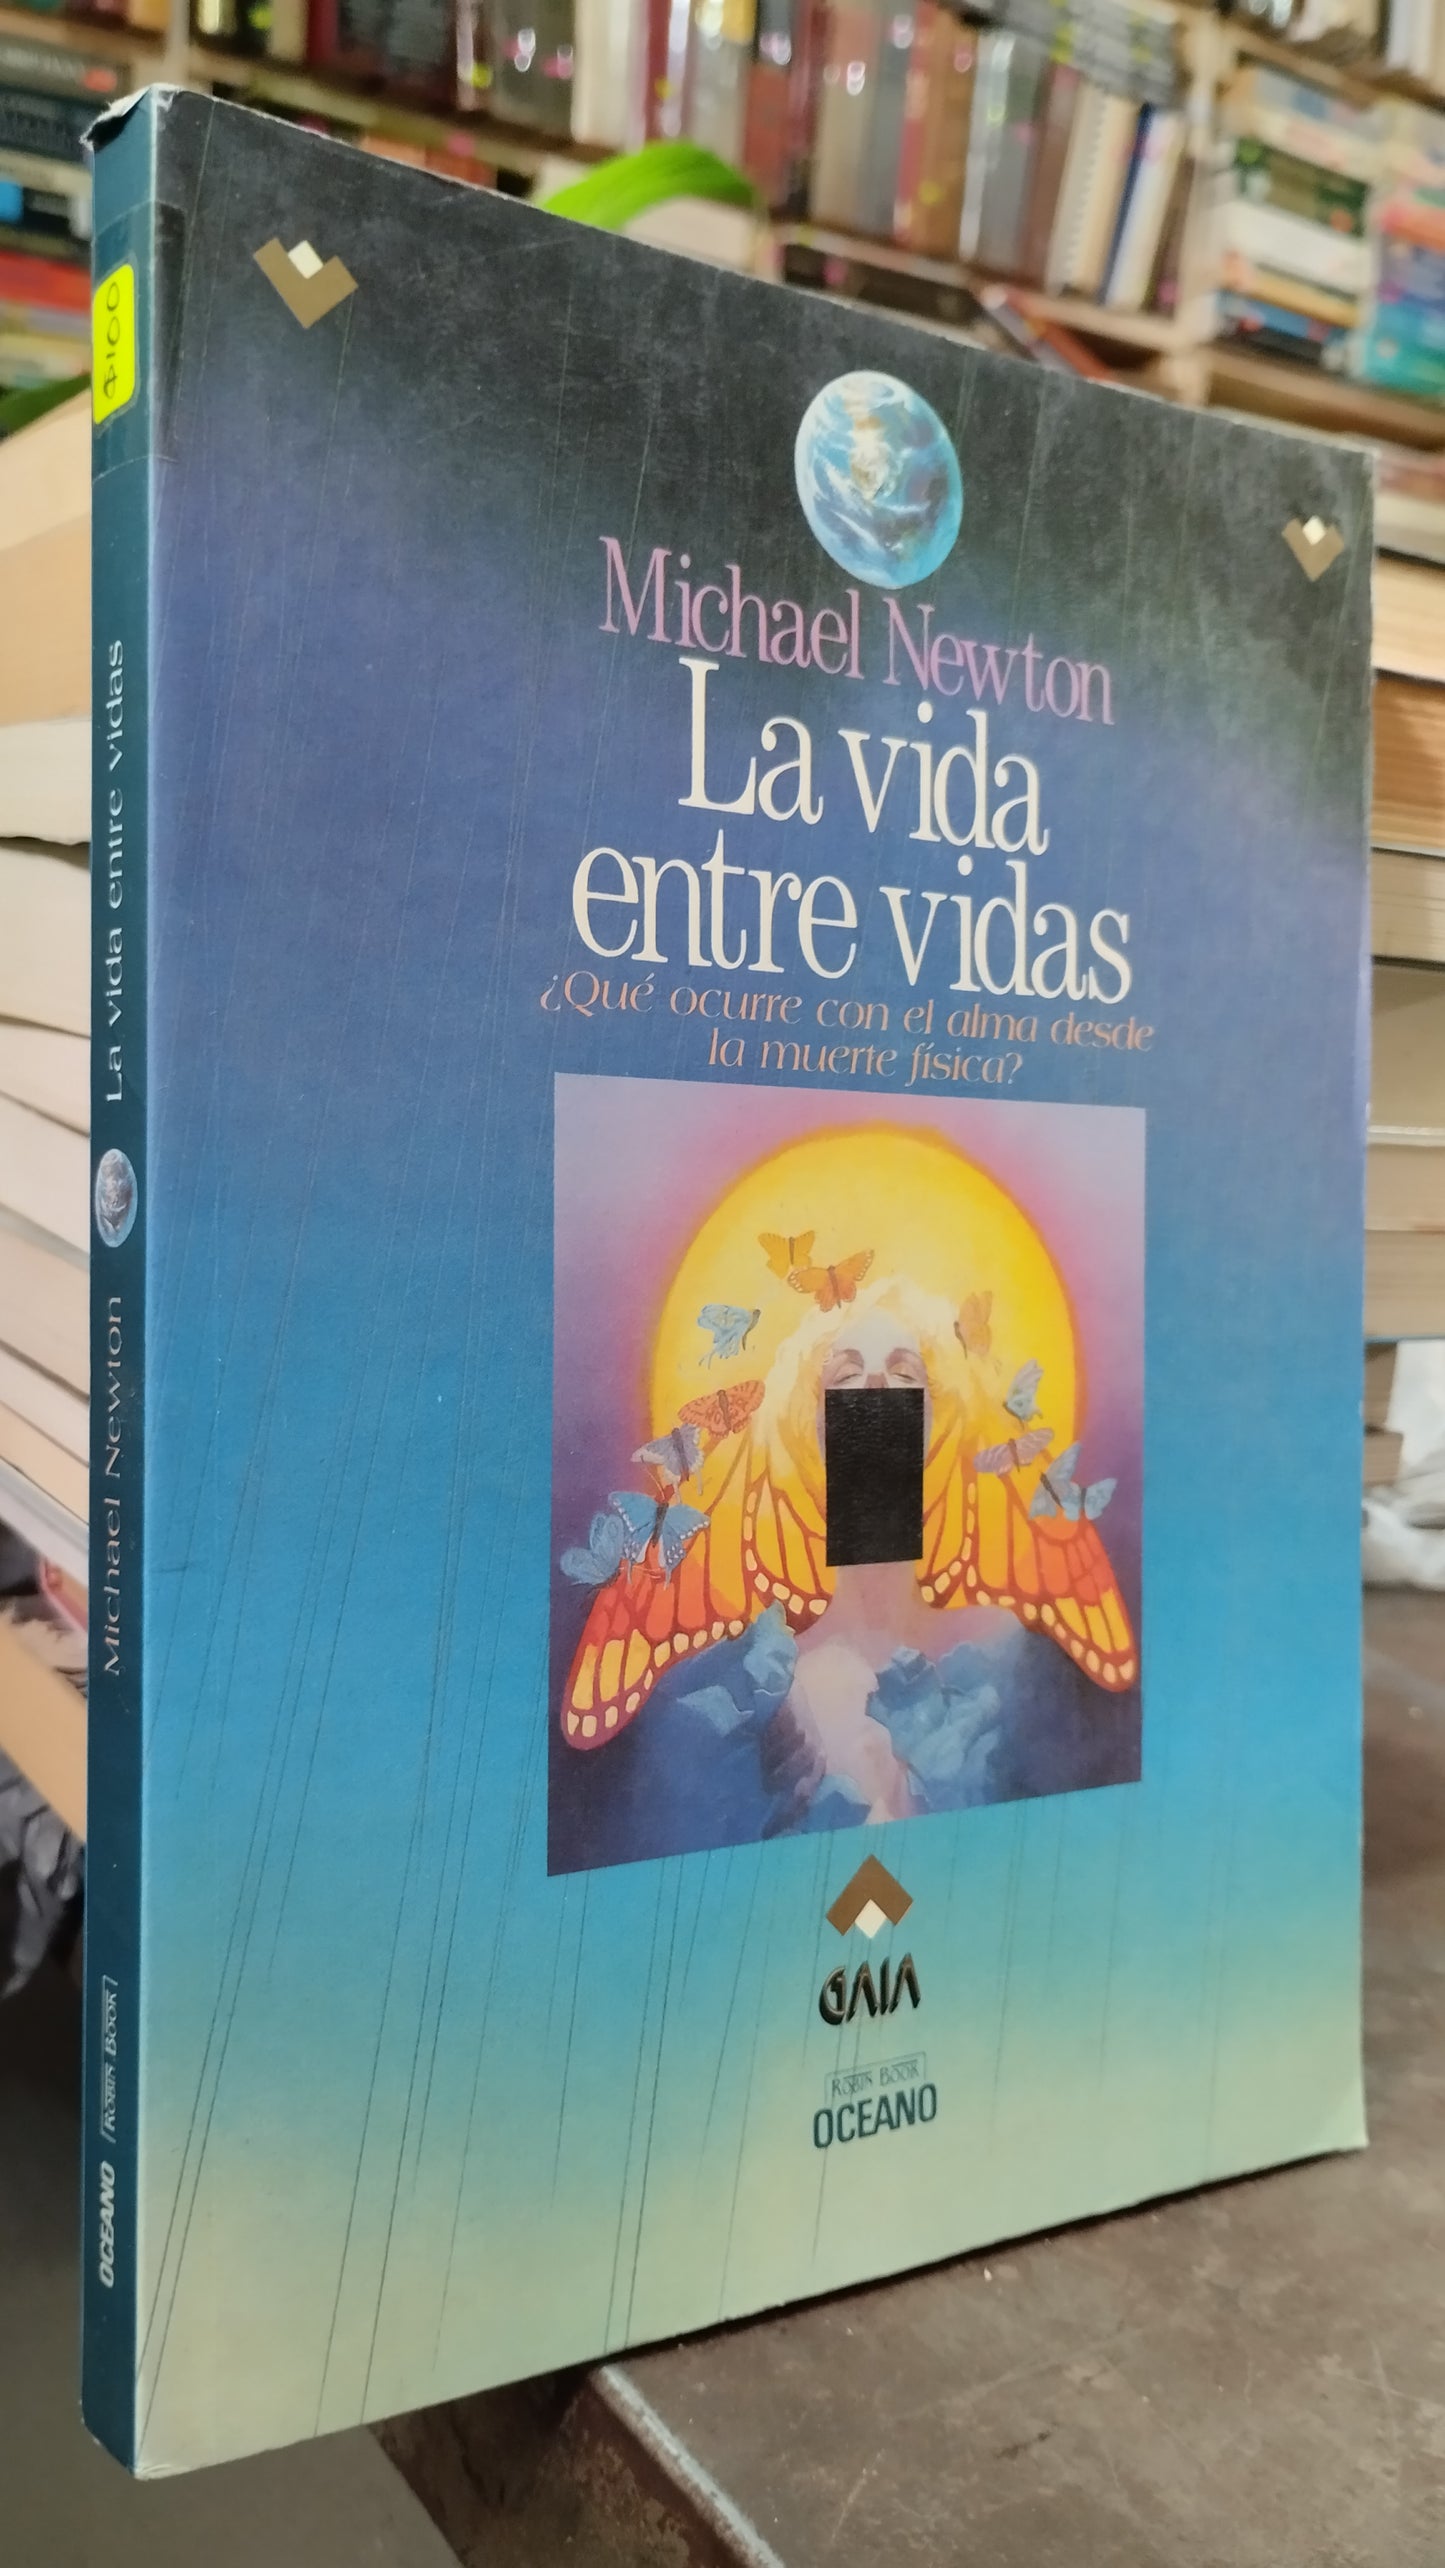 $100
La vida entre vidas
Michael Newton
ROBIN BOOK
OCEANO
Michael Newton
La vida
entre vidas
¿Qué ocurre con el alma desde
la muerte física?
GAIA
ROBIN BOOK
OCEANO